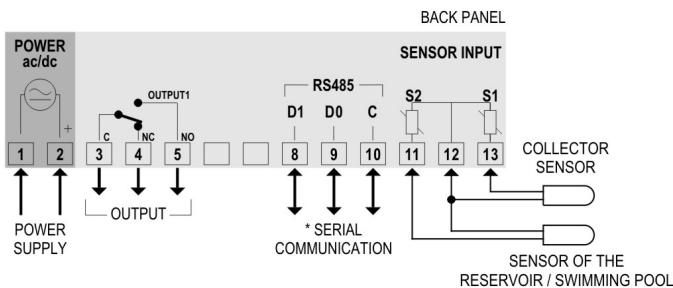 BACK PANEL
POWER
ac/dc
SENSOR INPUT
RS485
S2
S1
OUTPUT1
D1
D0
C
+
C
NC
NO
1
2
3
4
5
8
9
10
11
12
13
COLLECTOR
SENSOR
POWER
SUPPLY
OUTPUT
* SERIAL
COMMUNICATION
SENSOR OF THE
RESERVOIR / SWIMMING POOL